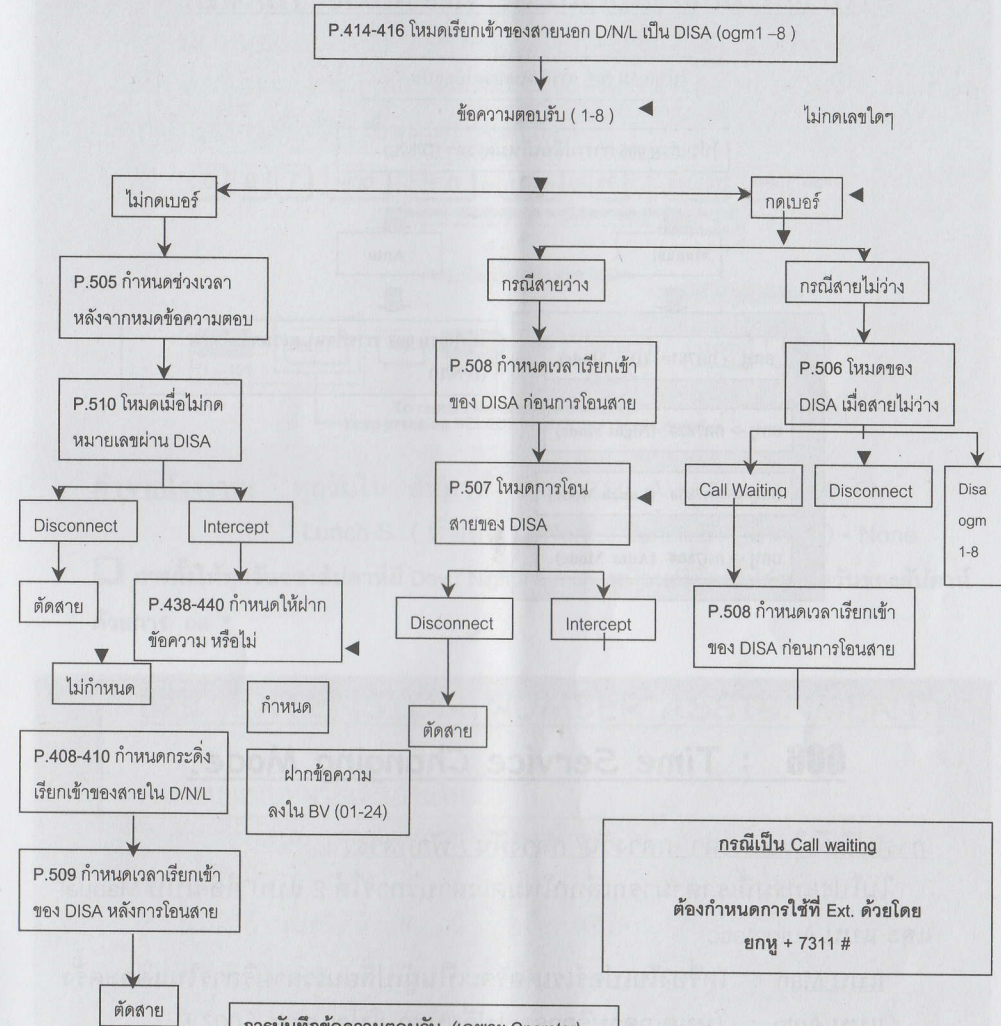 P.414-416 โหมดเรียกเข้าของสายนอก D/N/L เป็น DISA (ogm1 –8 )
ข้อความตอบรับ ( 1-8 )
ไม่กดเลขใดๆ
ไม่กดเบอร์
กดเบอร์
P.505 กำหนดช่วงเวลา
หลังจากหมดข้อความตอบ
กรณีสายว่าง
กรณีสายไม่ว่าง
P.510 โหมดเมื่อไม่กด
หมายเลขผ่าน DISA
P.508 กำหนดเวลาเรียกเข้า
ของ DISA ก่อนการโอนสาย
P.506 โหมดของ
DISA เมื่อสายไม่ว่าง
Disconnect
Intercept
P.507 โหมดการโอน
สายของ DISA
Call Waiting
Disconnect
Disa
ogm
1-8
ตัดสาย
P.438-440 กำหนดให้ฝาก
ข้อความ หรือไม่
Disconnect
Intercept
P.508 กำหนดเวลาเรียกเข้า
ของ DISA ก่อนการโอนสาย
ไม่กำหนด
กำหนด
ตัดสาย
P.408-410 กำหนดกระดิ่ง
เรียกเข้าของสายใน D/N/L
ฝากข้อความ
ลงใน BV (01-24)
P.509 กำหนดเวลาเรียกเข้า
ของ DISA หลังการโอนสาย
กรณีเป็น Call waiting
ต้องกำหนดการใช้ที่ Ext. ด้วยโดย
ยกหู + 7311 #
ตัดสาย
การบันทึกข้อความตอบรับ